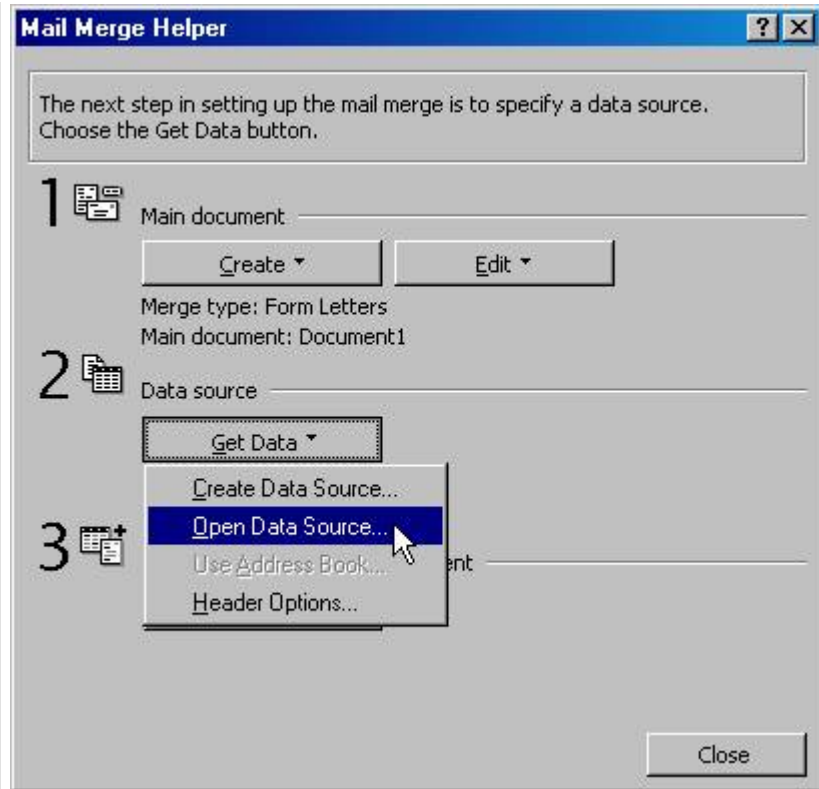 Mail Merge Helper
The next step in setting up the mail merge is to specify a data source.
Choose the Get Data button.
1
Main document
Create
Edit
Merge type: Form Letters
Main document: Document1
2
Data source
Get Data
Create Data Source...
Open Data Source...
3
Use Address Book...
Header Options...
Close